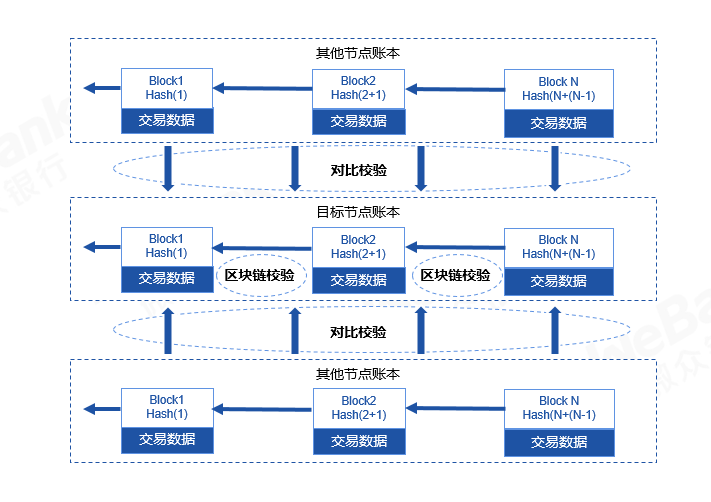 其他节点账本
Block1
Hash(1)
交易数据
Block2
Hash(2+1)
交易数据
Block N
Hash(N+(N-1)
交易数据
对比校验
目标节点账本
Block1
Hash(1)
交易数据
区块链校验
Block2
Hash(2+1)
交易数据
区块链校验
Block N
Hash(N+(N-1)
交易数据
对比校验
其他节点账本
Block1
Hash(1)
交易数据
Block2
Hash(2+1)
交易数据
Block N
Hash(N+(N-1)
交易数据